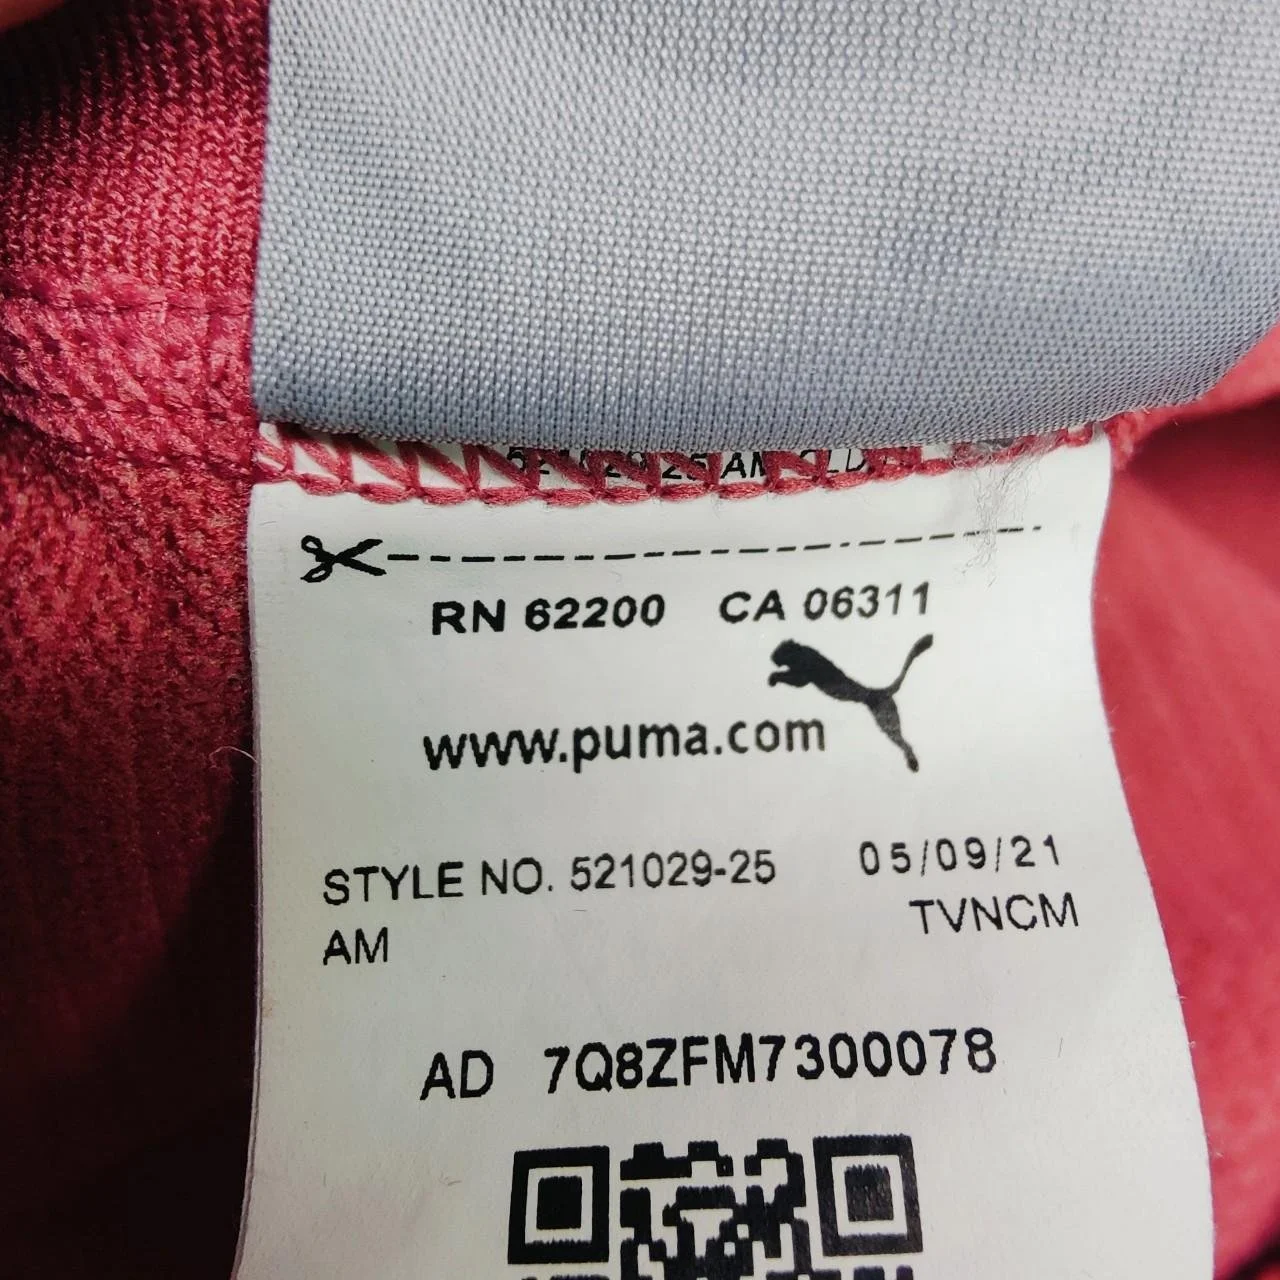 RN 62200 CA 06311
www.puma.com
STYLE NO. 521029-25 05/09/21
AM TVNCM
AD 7Q8ZFM7300078